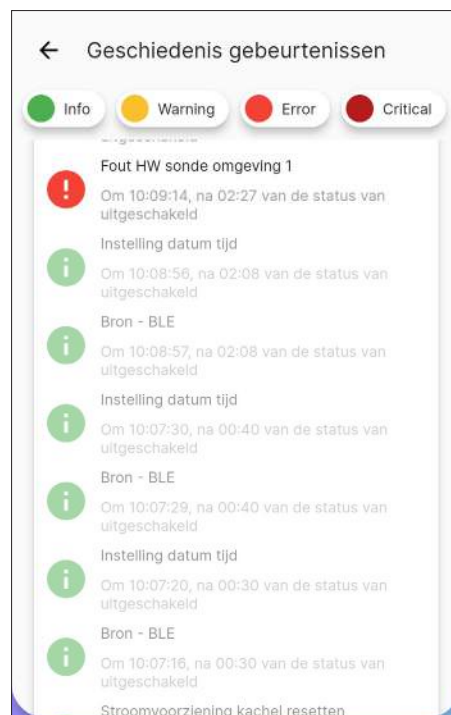 Geschiedenis gebeurtenissen
Info
Warning
Error
Critical
uitgeschakeld
Fout HW sonde omgeving 1
Om 10:09:14, na 02:27 van de status van
uitgeschakeld
Instelling datum tijd
Om 10:08:56, na 02:08 van de status van
uitgeschakeld
Bron - BLE
Om 10:08:57, na 02:08 van de status van
uitgeschakeld
Instelling datum tijd
Om 10:07:30, na 00:40 van de status van
uitgeschakeld
Bron - BLE
Om 10:07:29, na 00:40 van de status van
uitgeschakeld
Instelling datum tijd
Om 10:07:20, na 00:30 van de status van
uitgeschakeld
Bron - BLE
Om 10:07:16, na 00:30 van de status van
uitgeschakeld
Stroomvoorziening kachel resetten